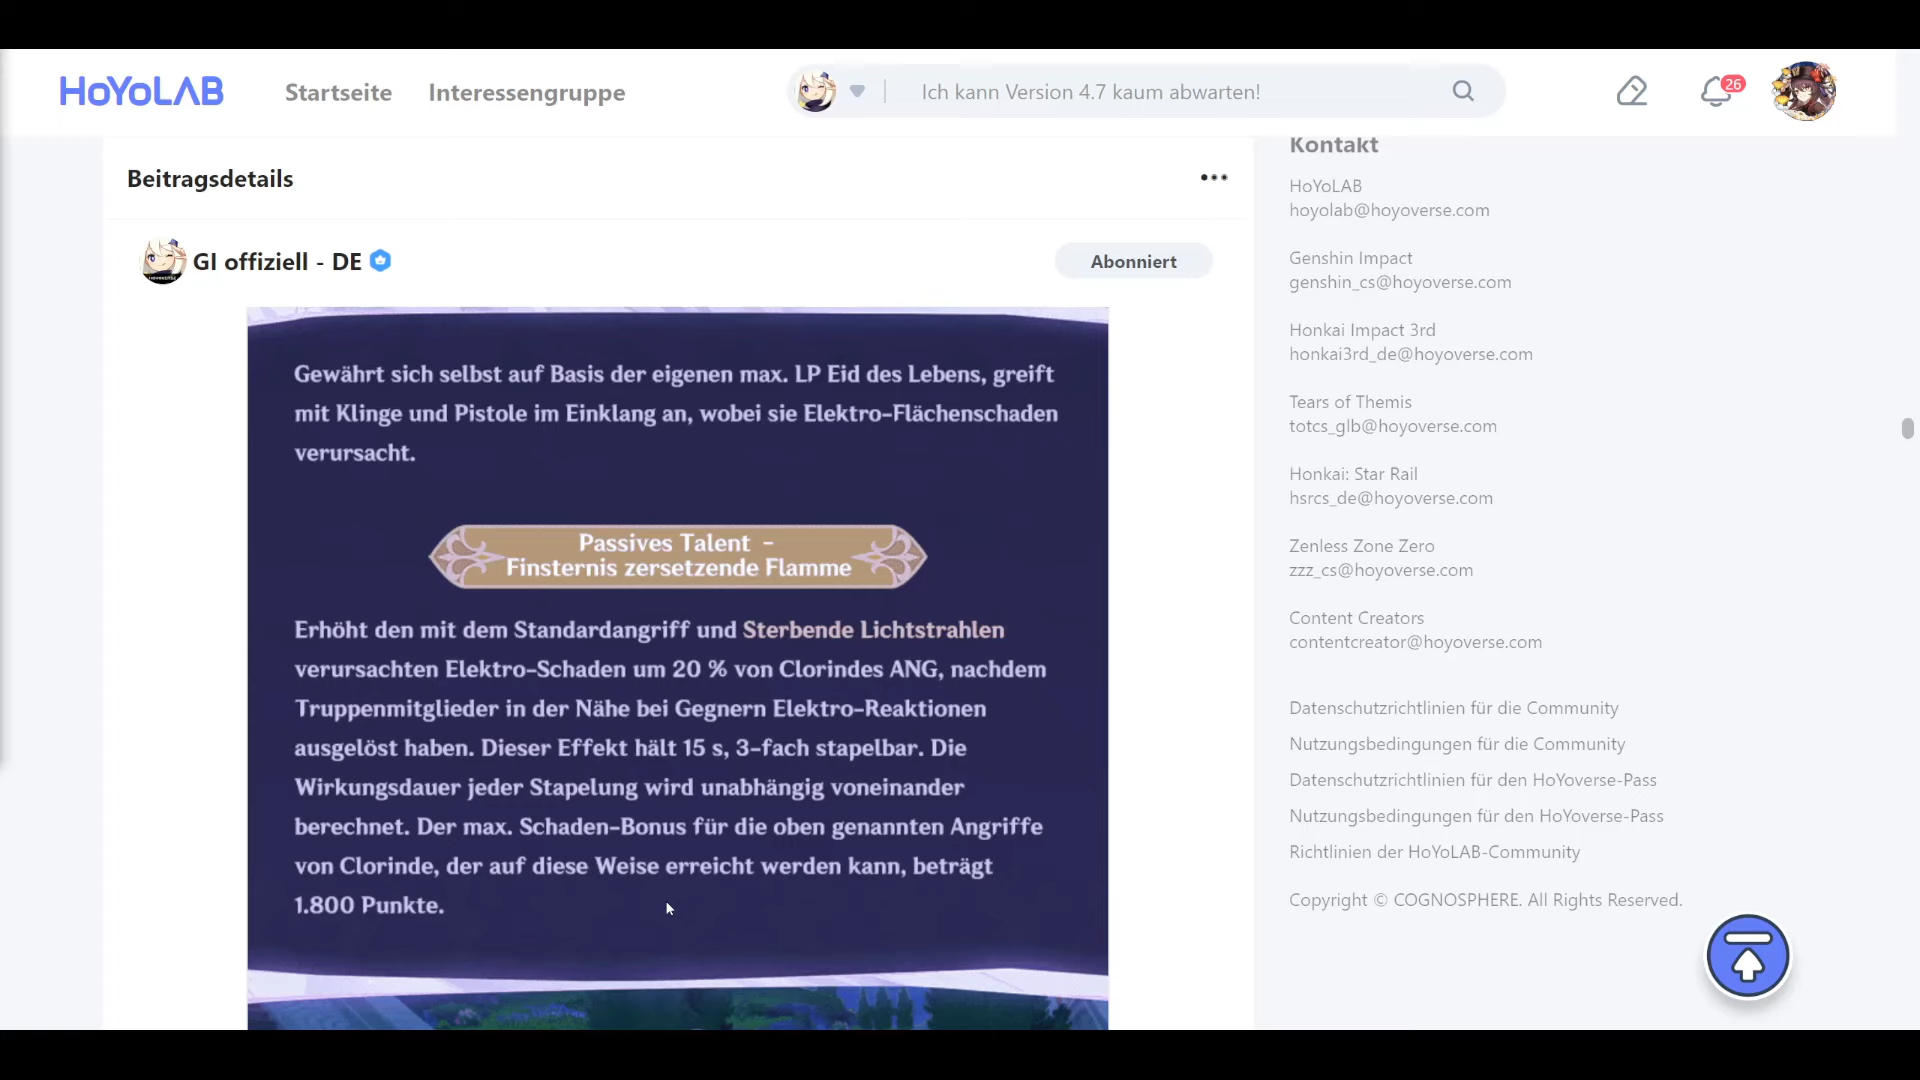 HoYoLAB
Startseite
Interessengruppe
Ich kann Version 4.7 kaum abwarten!
26
Beitragsdetails
GI offiziell - DE
Abonniert
Gewährt sich selbst auf Basis der eigenen max. LP Eid des Lebens, greift
mit Klinge und Pistole im Einklang an, wobei sie Elektro-Flächenschaden
verursacht.
Passives Talent -
Finsternis zersetzende Flamme
Erhöht den mit dem Standardangriff und Sterbende Lichtstrahlen
verursachten Elektro-Schaden um 20 % von Clorindes ANG, nachdem
Truppenmitglieder in der Nähe bei Gegnern Elektro-Reaktionen
ausgelöst haben. Dieser Effekt hält 15 s, 3-fach stapelbar. Die
Wirkungsdauer jeder Stapelung wird unabhängig voneinander
berechnet. Der max. Schaden-Bonus für die oben genannten Angriffe
von Clorinde, der auf diese Weise erreicht werden kann, beträgt
1.800 Punkte.
Kontakt
HoYoLAB
hoyolab@hoyoverse.com
Genshin Impact
genshin_cs@hoyoverse.com
Honkai Impact 3rd
honkai3rd_de@hoyoverse.com
Tears of Themis
totcs_glb@hoyoverse.com
Honkai: Star Rail
hsrcs_de@hoyoverse.com
Zenless Zone Zero
zzz_cs@hoyoverse.com
Content Creators
contentcreator@hoyoverse.com
Datenschutzrichtlinien für die Community
Nutzungsbedingungen für die Community
Datenschutzrichtlinien für den HoYoverse-Pass
Nutzungsbedingungen für den HoYoverse-Pass
Richtlinien der HoYoLAB-Community
Copyright © COGNOSPHERE. All Rights Reserved.